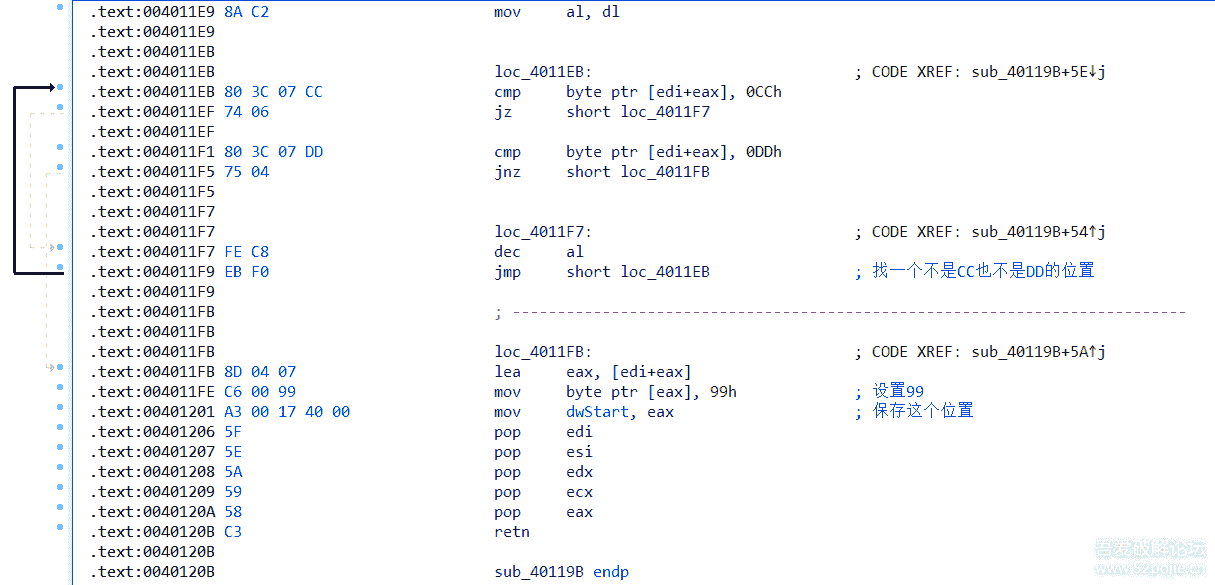 .text:004011E9 8A C2 mov al, dl
.text:004011E9
.text:004011EB
.text:004011EB loc_4011EB: ; CODE XREF: sub_40119B+5E↓j
.text:004011EB 80 3C 07 CC cmp byte ptr [edi+eax], 0CCh
.text:004011EF 74 06 jz short loc_4011F7
.text:004011EF
.text:004011F1 80 3C 07 DD cmp byte ptr [edi+eax], 0DDh
.text:004011F5 75 04 jnz short loc_4011FB
.text:004011F5
.text:004011F7
.text:004011F7 loc_4011F7: ; CODE XREF: sub_40119B+54↑j
.text:004011F7 FE C8 dec al
.text:004011F9 EB F0 jmp short loc_4011EB ; 找一个不是CC也不是DD的位置
.text:004011F9
.text:004011FB ; ---------------------------------------------------------------------------
.text:004011FB
.text:004011FB loc_4011FB: ; CODE XREF: sub_40119B+5A↑j
.text:004011FB 8D 04 07 lea eax, [edi+eax]
.text:004011FE C6 00 99 mov byte ptr [eax], 99h ; 设置99
.text:00401201 A3 00 17 40 00 mov dwStart, eax ; 保存这个位置
.text:00401206 5F pop edi
.text:00401207 5E pop esi
.text:00401208 5A pop edx
.text:00401209 59 pop ecx
.text:0040120A 58 pop eax
.text:0040120B C3 retn
.text:0040120B
.text:0040120B sub_40119B endp
吾爱破解论坛
www.52pojie.cn